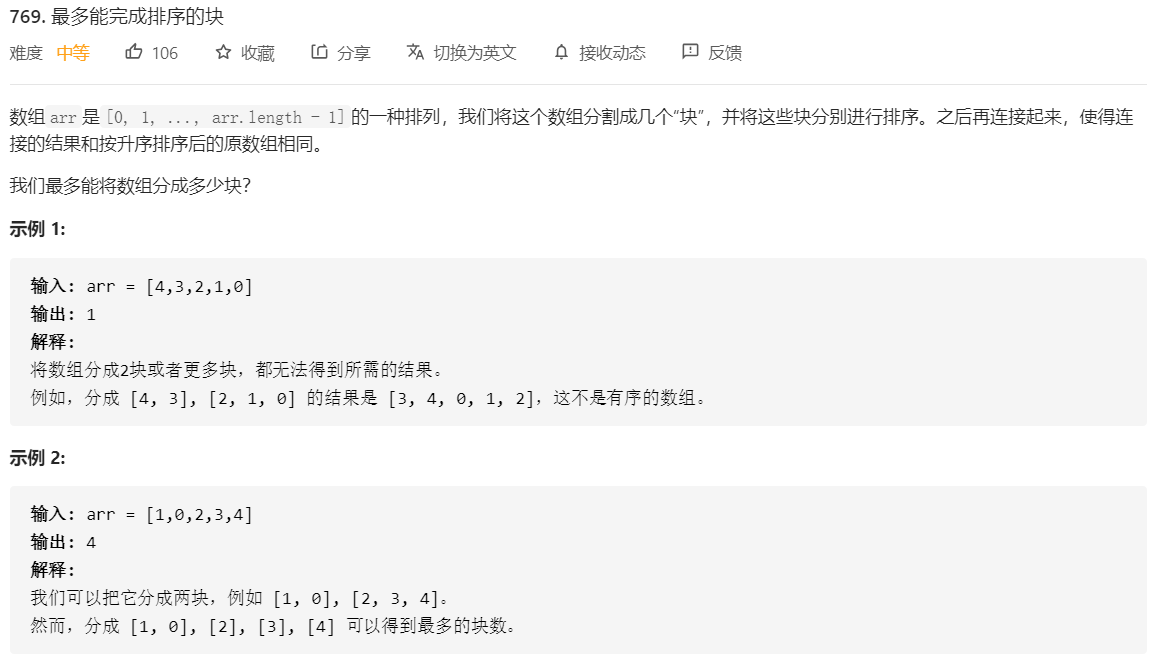 769. 最多能完成排序的块
难度 中等 106 收藏 分享 切换为英文 接收动态 反馈
数组 arr 是 [0, 1, ..., arr.length - 1] 的一种排列，我们将这个数组分割成几个“块”，并将这些块分别进行排序。之后再连接起来，使得连
接的结果和按升序排序后的原数组相同。
我们最多能将数组分成多少块？
示例 1:
输入: arr = [4,3,2,1,0]
输出: 1
解释:
将数组分成2块或者更多块，都无法得到所需的结果。
例如，分成 [4, 3], [2, 1, 0] 的结果是 [3, 4, 0, 1, 2]，这不是有序的数组。
示例 2:
输入: arr = [1,0,2,3,4]
输出: 4
解释:
我们可以把它分成两块，例如 [1, 0], [2, 3, 4]。
然而，分成 [1, 0], [2], [3], [4] 可以得到最多的块数。